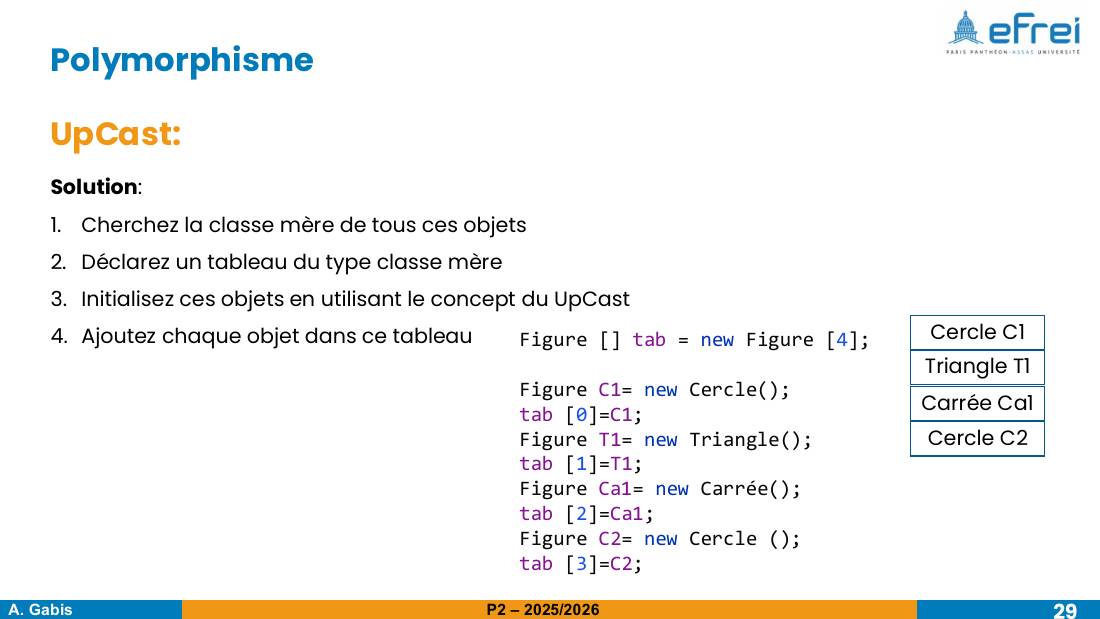 efrei
PARIS PANTHÉON-ASSAS UNIVERSITÉ
Polymorphisme
UpCast:
Solution:
1. Cherchez la classe mère de tous ces objets
2. Déclarez un tableau du type classe mère
3. Initialisez ces objets en utilisant le concept du UpCast
4. Ajoutez chaque objet dans ce tableau
Figure [] tab = new Figure [4];
Figure C1= new Cercle();
tab [0]=C1;
Figure T1= new Triangle();
tab [1]=T1;
Figure Ca1= new Carrée();
tab [2]=Ca1;
Figure C2= new Cercle ();
tab [3]=C2;
Cercle C1
Triangle T1
Carrée Ca1
Cercle C2
A. Gabis
P2 – 2025/2026
29